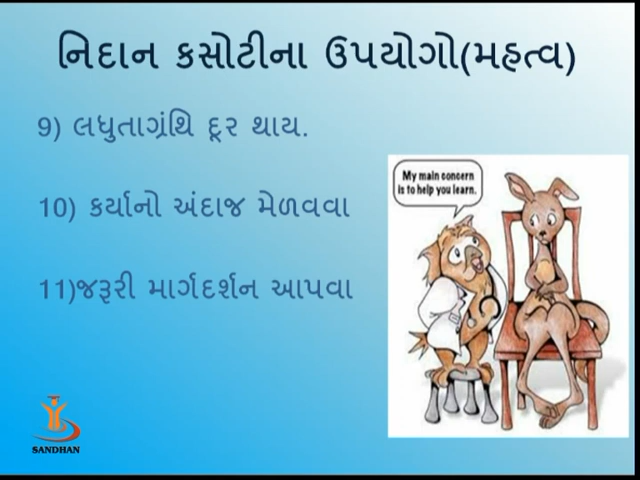 નિદાન કસોટીના ઉપયોગો(મહત્વ)
9) લધુતાગ્રંથિ દૂર થાય.
10) કર્યાનો અંદાજ મેળવવા
11)જરૂરી માર્ગદર્શન આપવા
My main concern
is to help you learn.
SANDHAN